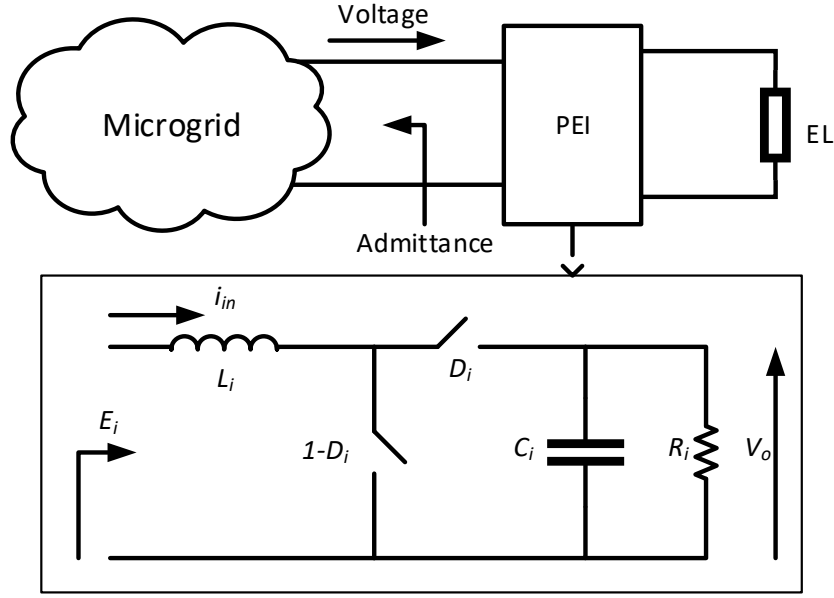 Voltage
Microgrid
PEI
EL
Admittance
i_in
L_i
D_i
E_i
1-D_i
C_i
R_i
V_o